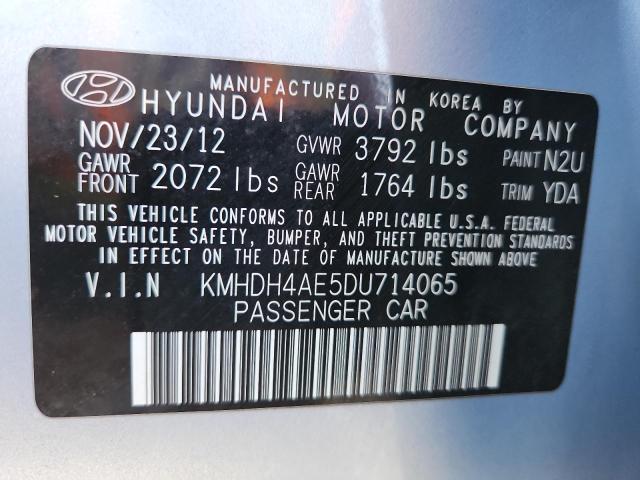 MANUFACTURED IN KOREA BY
HYUNDAI MOTOR COMPANY
NOV/23/12 GVWR 3792 lbs PAINT N2U
GAWR FRONT 2072 lbs GAWR REAR 1764 lbs TRIM YDA
THIS VEHICLE CONFORMS TO ALL APPLICABLE U.S.A. FEDERAL
MOTOR VEHICLE SAFETY, BUMPER, AND THEFT PREVENTION STANDARDS
IN EFFECT ON THE DATE OF MANUFACTURE SHOWN ABOVE.
V.I.N KMHDH4AE5DU714065
PASSENGER CAR